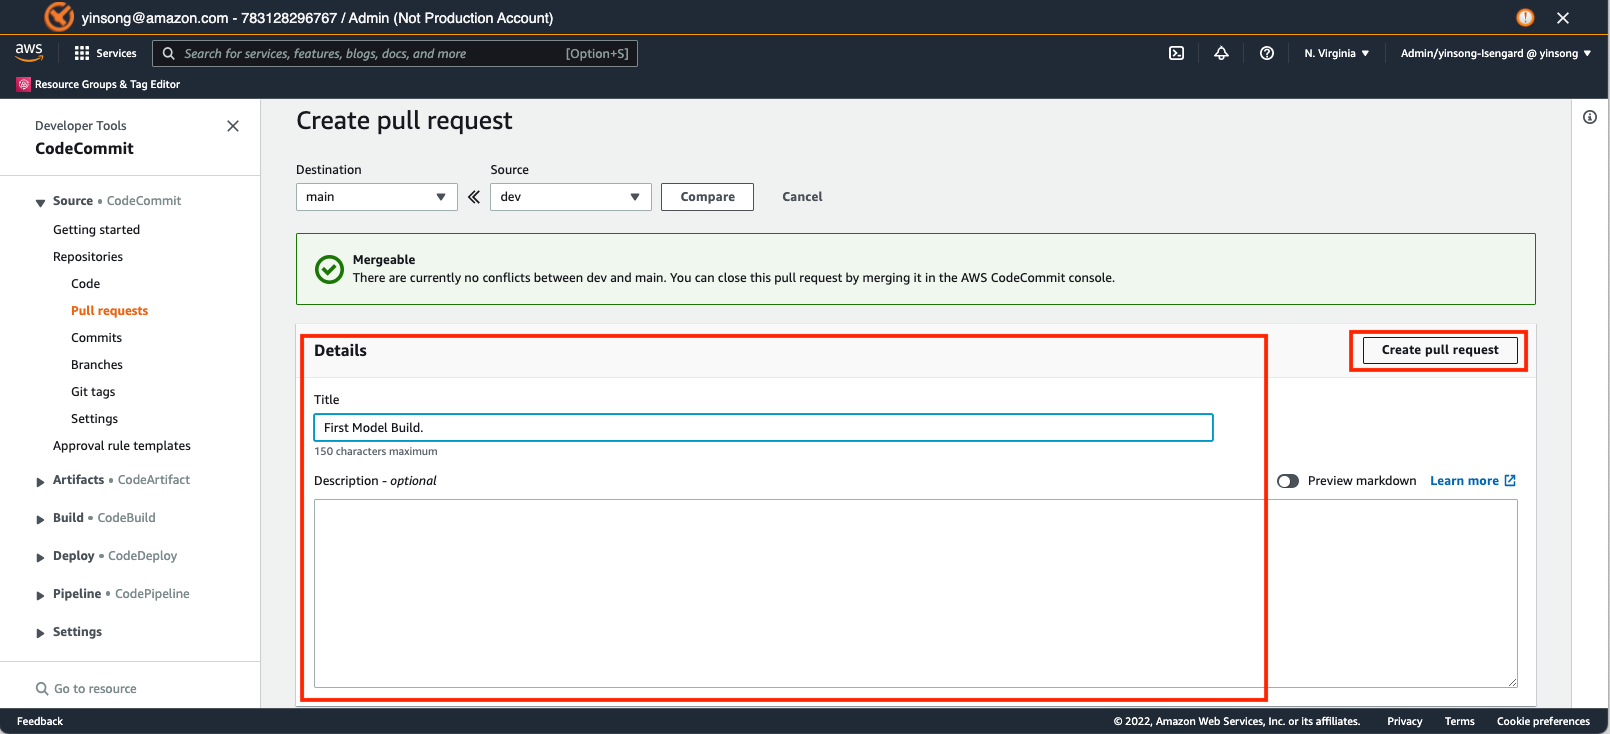 yinsong@amazon.com - 783128296767 / Admin (Not Production Account)
aws
Services
Search for services, features, blogs, docs, and more
[Option+S]
N. Virginia
Admin/yinsong-Isengard @ yinsong
Resource Groups & Tag Editor
Developer Tools
CodeCommit
Source • CodeCommit
Getting started
Repositories
Code
Pull requests
Commits
Branches
Git tags
Settings
Approval rule templates
Artifacts • CodeArtifact
Build • CodeBuild
Deploy • CodeDeploy
Pipeline • CodePipeline
Settings
Go to resource
Create pull request
Destination
Source
main
dev
Compare
Cancel
Mergeable
There are currently no conflicts between dev and main. You can close this pull request by merging it in the AWS CodeCommit console.
Details
Create pull request
Title
First Model Build.
150 characters maximum
Description - optional
Preview markdown
Learn more
Feedback
© 2022, Amazon Web Services, Inc. or its affiliates.
Privacy
Terms
Cookie preferences